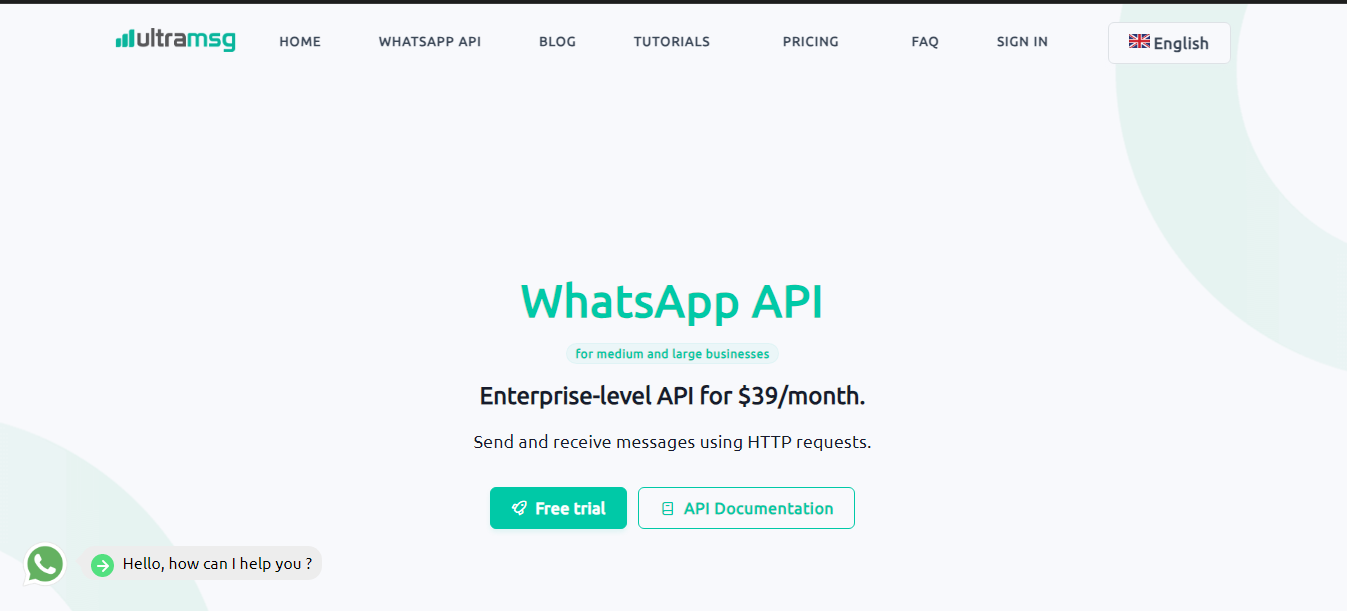 ultramsg HOME WHATSAPP API BLOG TUTORIALS PRICING FAQ SIGN IN English
WhatsApp API
for medium and large businesses
Enterprise-level API for $39/month.
Send and receive messages using HTTP requests.
Free trial API Documentation
Hello, how can I help you ?